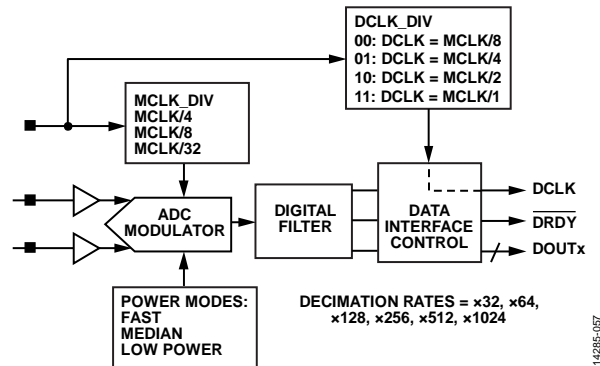 DCLK_DIV
00: DCLK = MCLK/8
01: DCLK = MCLK/4
10: DCLK = MCLK/2
11: DCLK = MCLK/1
MCLK_DIV
MCLK/4
MCLK/8
MCLK/32
ADC
MODULATOR
DIGITAL
FILTER
DATA
INTERFACE
CONTROL
DCLK
DRDY
DOUTx
POWER MODES:
FAST
MEDIAN
LOW POWER
DECIMATION RATES = ×32, ×64,
×128, ×256, ×512, ×1024
14285-057